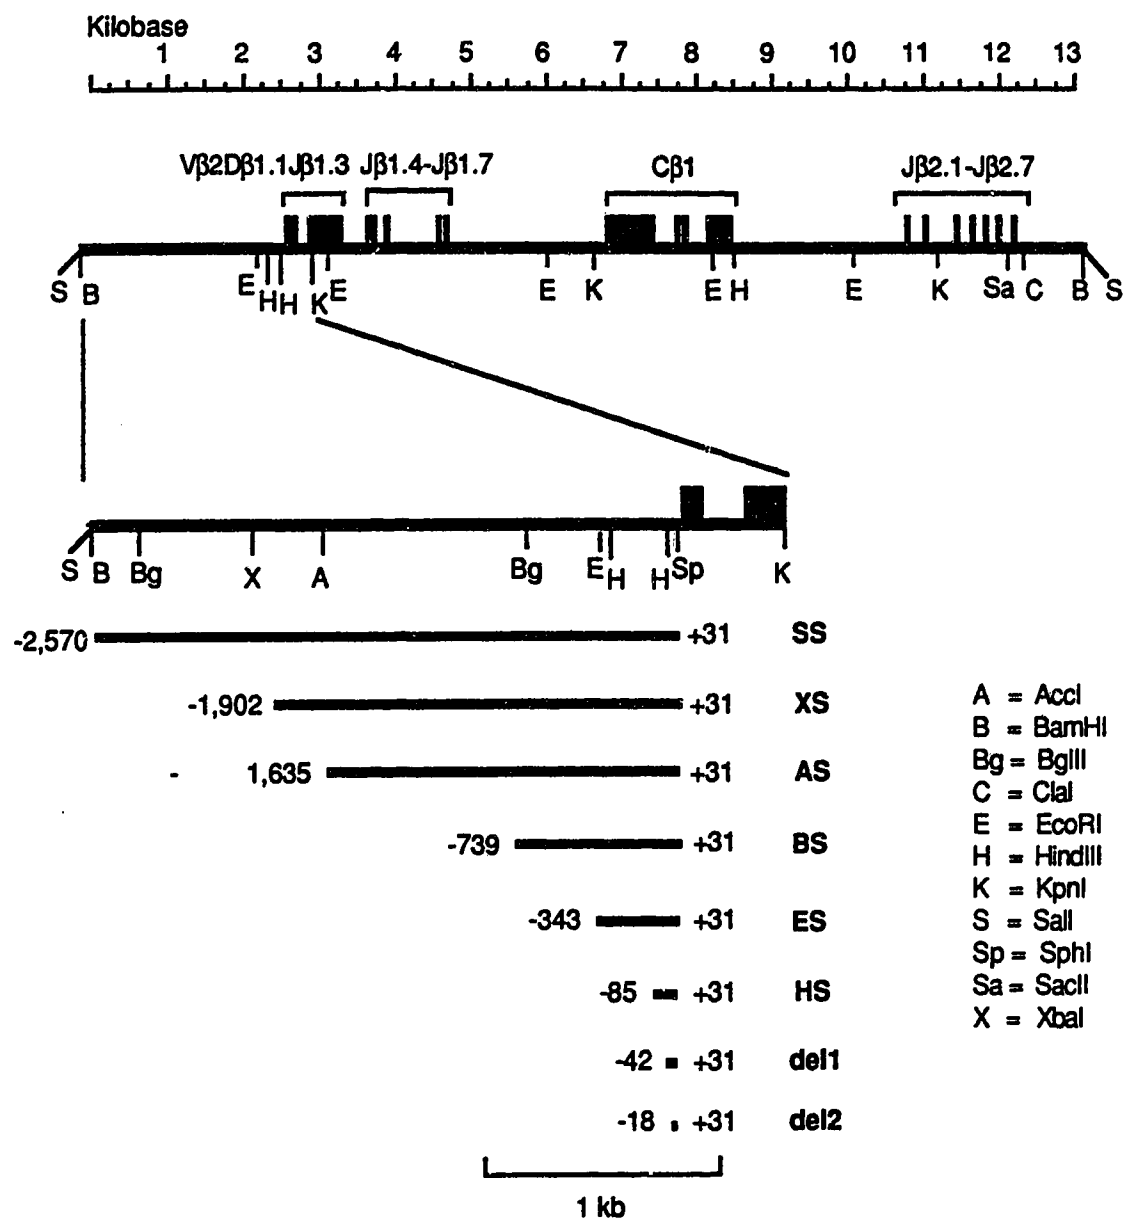 Kilobase
1 2 3 4 5 6 7 8 9 10 11 12 13
Vβ2Dβ1.1Jβ1.3 Jβ1.4-Jβ1.7 Cβ1 Jβ2.1-Jβ2.7
S B E H H K E E K E H E K Sa C B S
S B Bg X A Bg E H H Sp K
-2,570 +31 SS
-1,902 +31 XS
- 1,635 +31 AS
-739 +31 BS
-343 +31 ES
-85 +31 HS
-42 +31 del1
-18 +31 del2
1 kb
A = AccI
B = BamHI
Bg = BglII
C = ClaI
E = EcoRI
H = HindIII
K = KpnI
S = SalI
Sp = SphI
Sa = SacII
X = XbaI